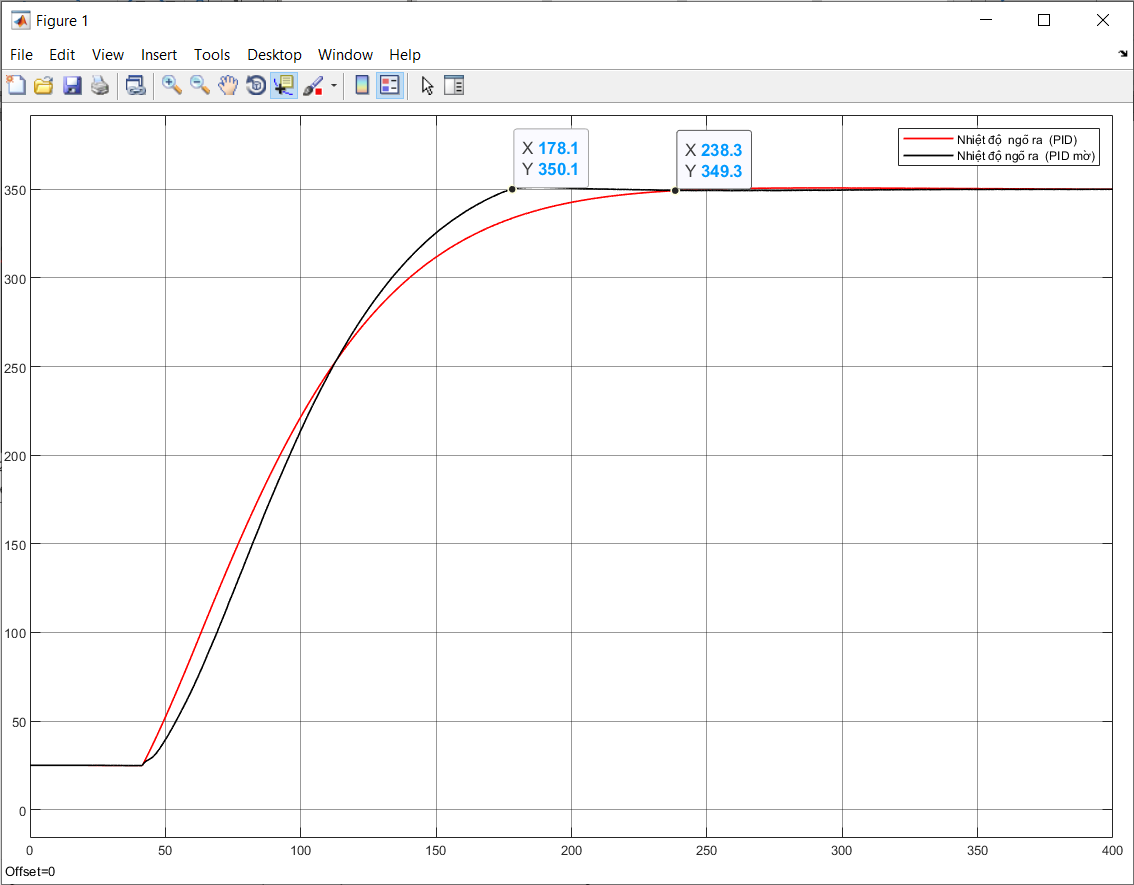 Figure 1
File Edit View Insert Tools Desktop Window Help
X 178.1
Y 350.1
X 238.3
Y 349.3
Nhiệt độ ngõ ra (PID)
Nhiệt độ ngõ ra (PID mờ)
350
300
250
200
150
100
50
0
0 50 100 150 200 250 300 350 400
Offset=0